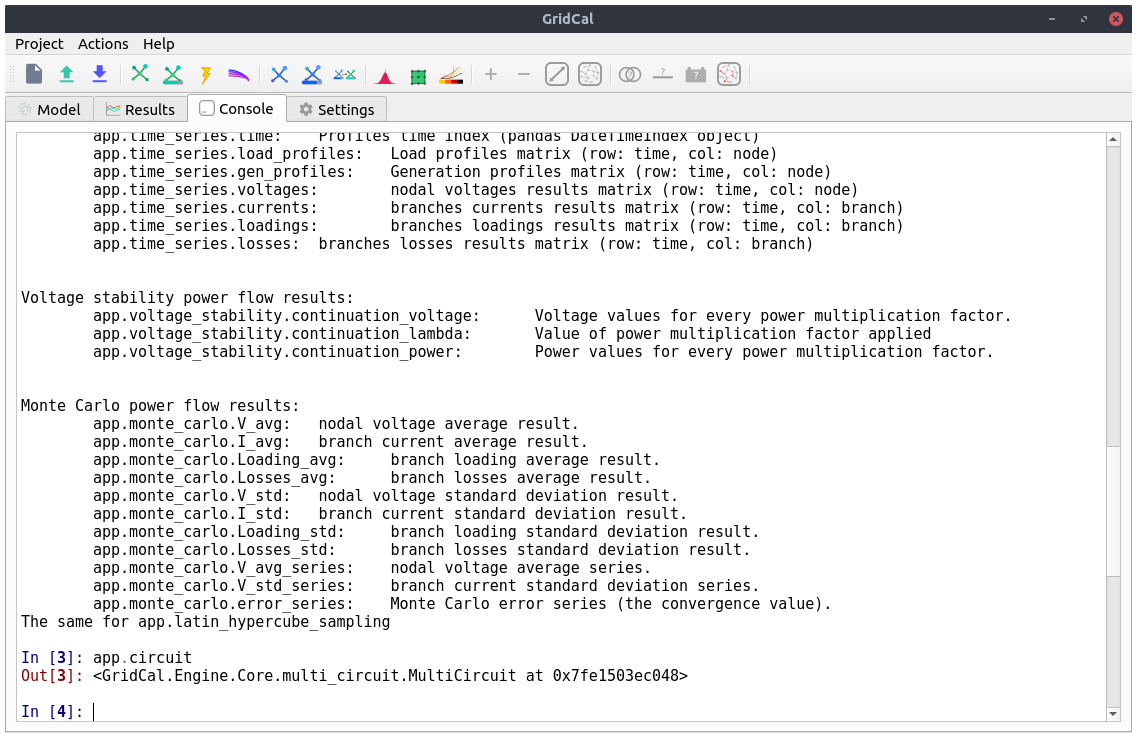 GridCal
Project Actions Help
Model Results Console Settings
app.time_series.time: Profiles time index (pandas DateTimeIndex object)
app.time_series.load_profiles: Load profiles matrix (row: time, col: node)
app.time_series.gen_profiles: Generation profiles matrix (row: time, col: node)
app.time_series.voltages: nodal voltages results matrix (row: time, col: node)
app.time_series.currents: branches currents results matrix (row: time, col: branch)
app.time_series.loadings: branches loadings results matrix (row: time, col: branch)
app.time_series.losses: branches losses results matrix (row: time, col: branch)
Voltage stability power flow results:
app.voltage_stability.continuation_voltage: Voltage values for every power multiplication factor.
app.voltage_stability.continuation_lambda: Value of power multiplication factor applied
app.voltage_stability.continuation_power: Power values for every power multiplication factor.
Monte Carlo power flow results:
app.monte_carlo.V_avg: nodal voltage average result.
app.monte_carlo.I_avg: branch current average result.
app.monte_carlo.Loading_avg: branch loading average result.
app.monte_carlo.Losses_avg: branch losses average result.
app.monte_carlo.V_std: nodal voltage standard deviation result.
app.monte_carlo.I_std: branch current standard deviation result.
app.monte_carlo.Loading_std: branch loading standard deviation result.
app.monte_carlo.Losses_std: branch losses standard deviation result.
app.monte_carlo.V_avg_series: nodal voltage average series.
app.monte_carlo.V_std_series: branch current standard deviation series.
app.monte_carlo.error_series: Monte Carlo error series (the convergence value).
The same for app.latin_hypercube_sampling
In [3]: app.circuit
Out[3]: <GridCal.Engine.Core.multi_circuit.MultiCircuit at 0x7fe1503ec048>
In [4]: